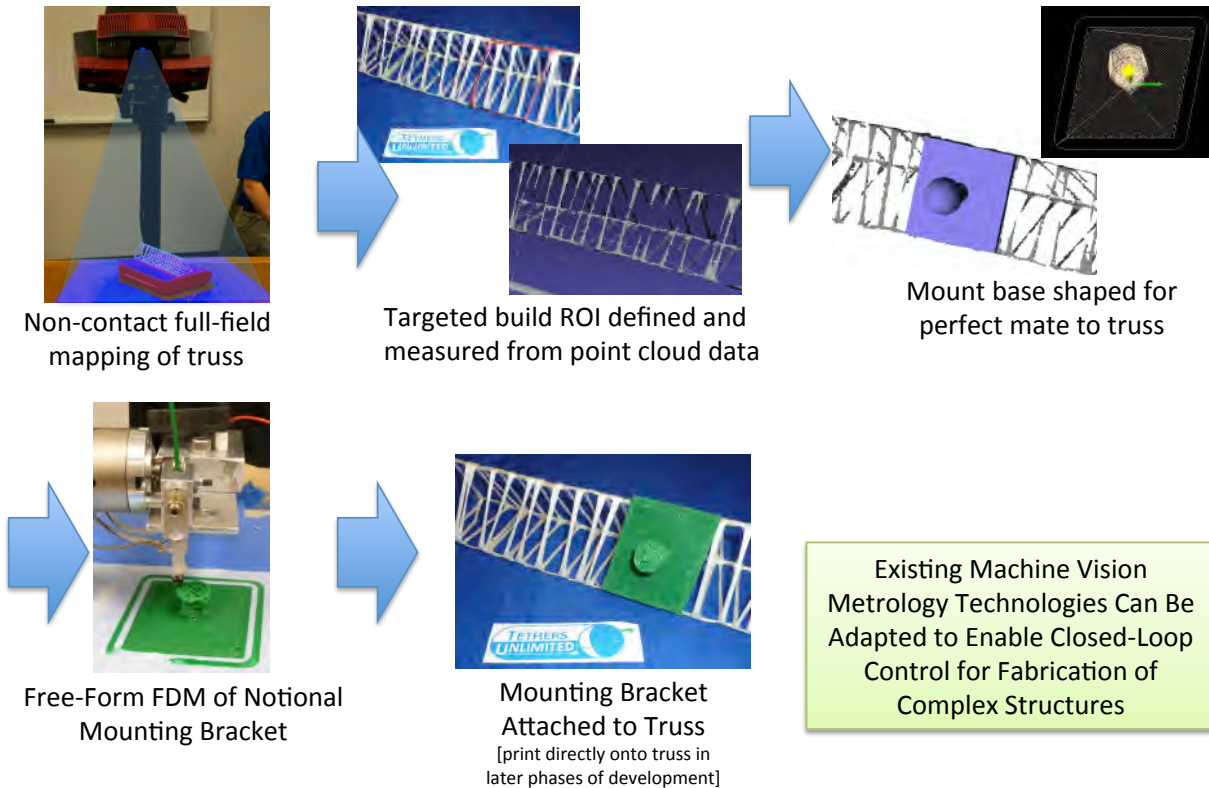 TETHERS
UNLIMITED
Non-contact full-field
mapping of truss
Targeted build ROI defined and
measured from point cloud data
Mount base shaped for
perfect mate to truss
Free-Form FDM of Notional
Mounting Bracket
TETHERS
UNLIMITED
Mounting Bracket
Attached to Truss
[print directly onto truss in
later phases of development]
Existing Machine Vision
Metrology Technologies Can Be
Adapted to Enable Closed-Loop
Control for Fabrication of
Complex Structures